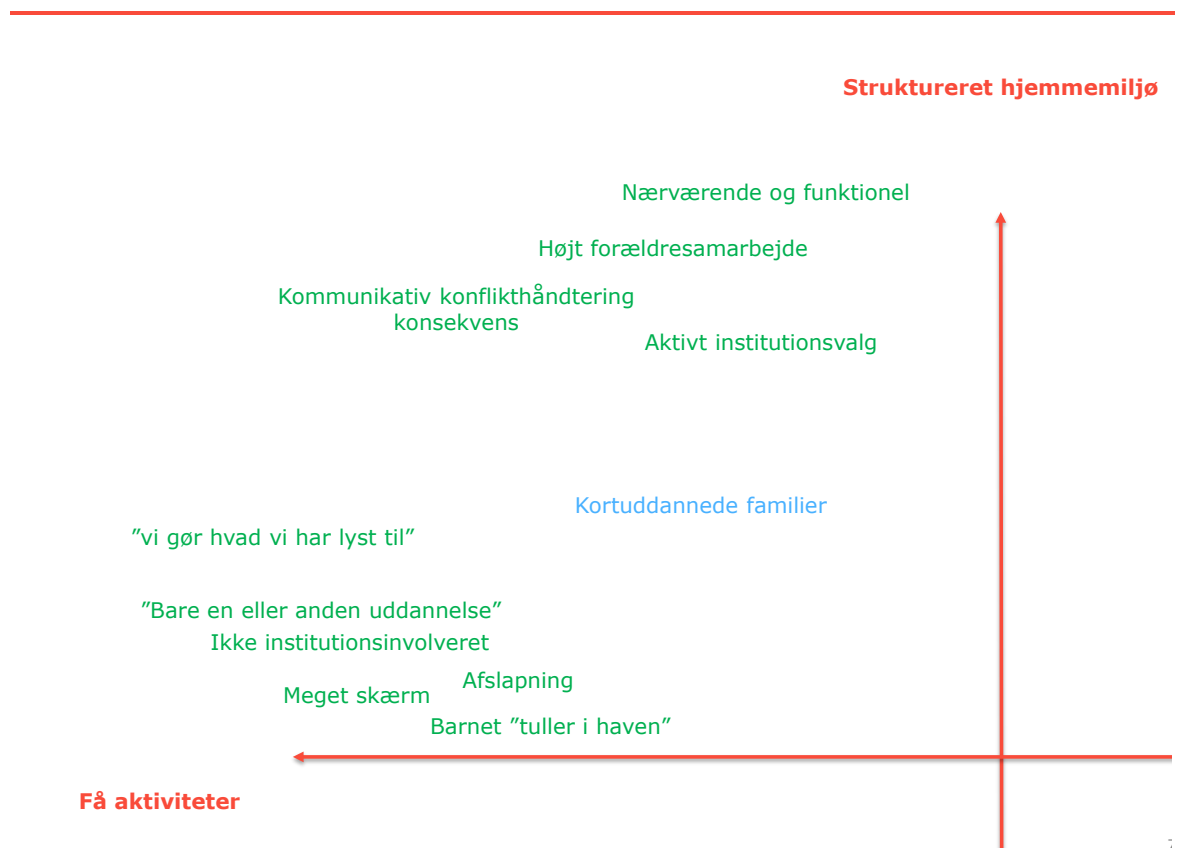 Struktureret hjemmemiljø
Nærværende og funktionel
Højt forældresamarbejde
Kommunikativ konflikthåndtering
konsekvens
Aktivt institutionsvalg
Kortuddannede familier
”vi gør hvad vi har lyst til”
”Bare en eller anden uddannelse”
Ikke institutionsinvolveret
Afslapning
Meget skærm
Barnet ”tuller i haven”
Få aktiviteter